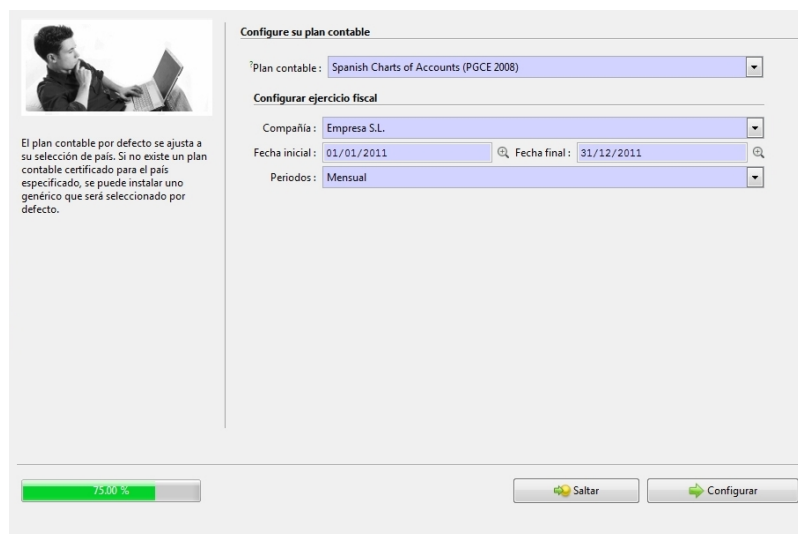 Configure su plan contable
?Plan contable : Spanish Charts of Accounts (PGCE 2008)
Configurar ejercicio fiscal
Compañía : Empresa S.L.
Fecha inicial : 01/01/2011 Fecha final : 31/12/2011
Periodos : Mensual
El plan contable por defecto se ajusta a
su selección de país. Si no existe un plan
contable certificado para el país
especificado, se puede instalar uno
genérico que será seleccionado por
defecto.
75.00 %
Saltar
Configurar